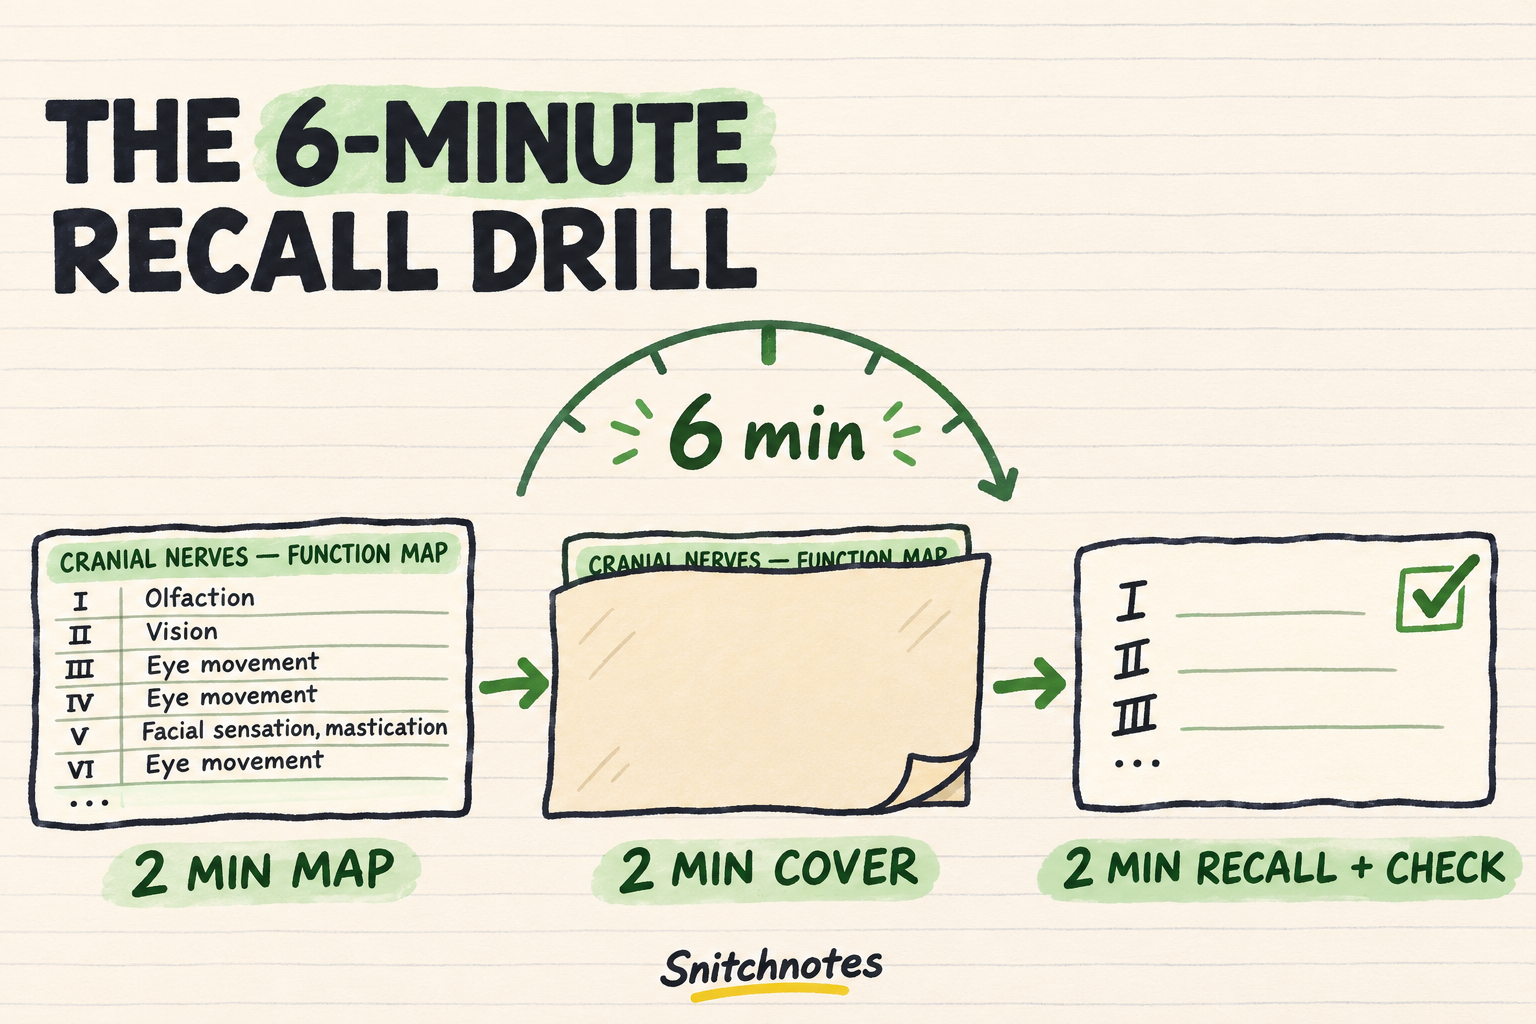 THE 6-MINUTE
RECALL DRILL
6 min
CRANIAL NERVES — FUNCTION MAP
I Olfaction
II Vision
III Eye movement
IV Eye movement
V Facial sensation, mastication
VI Eye movement
...
CRANIAL NERVES — FUNCTION MAP
I
II
III
...
2 MIN MAP
2 MIN COVER
2 MIN RECALL + CHECK
Snitchnotes